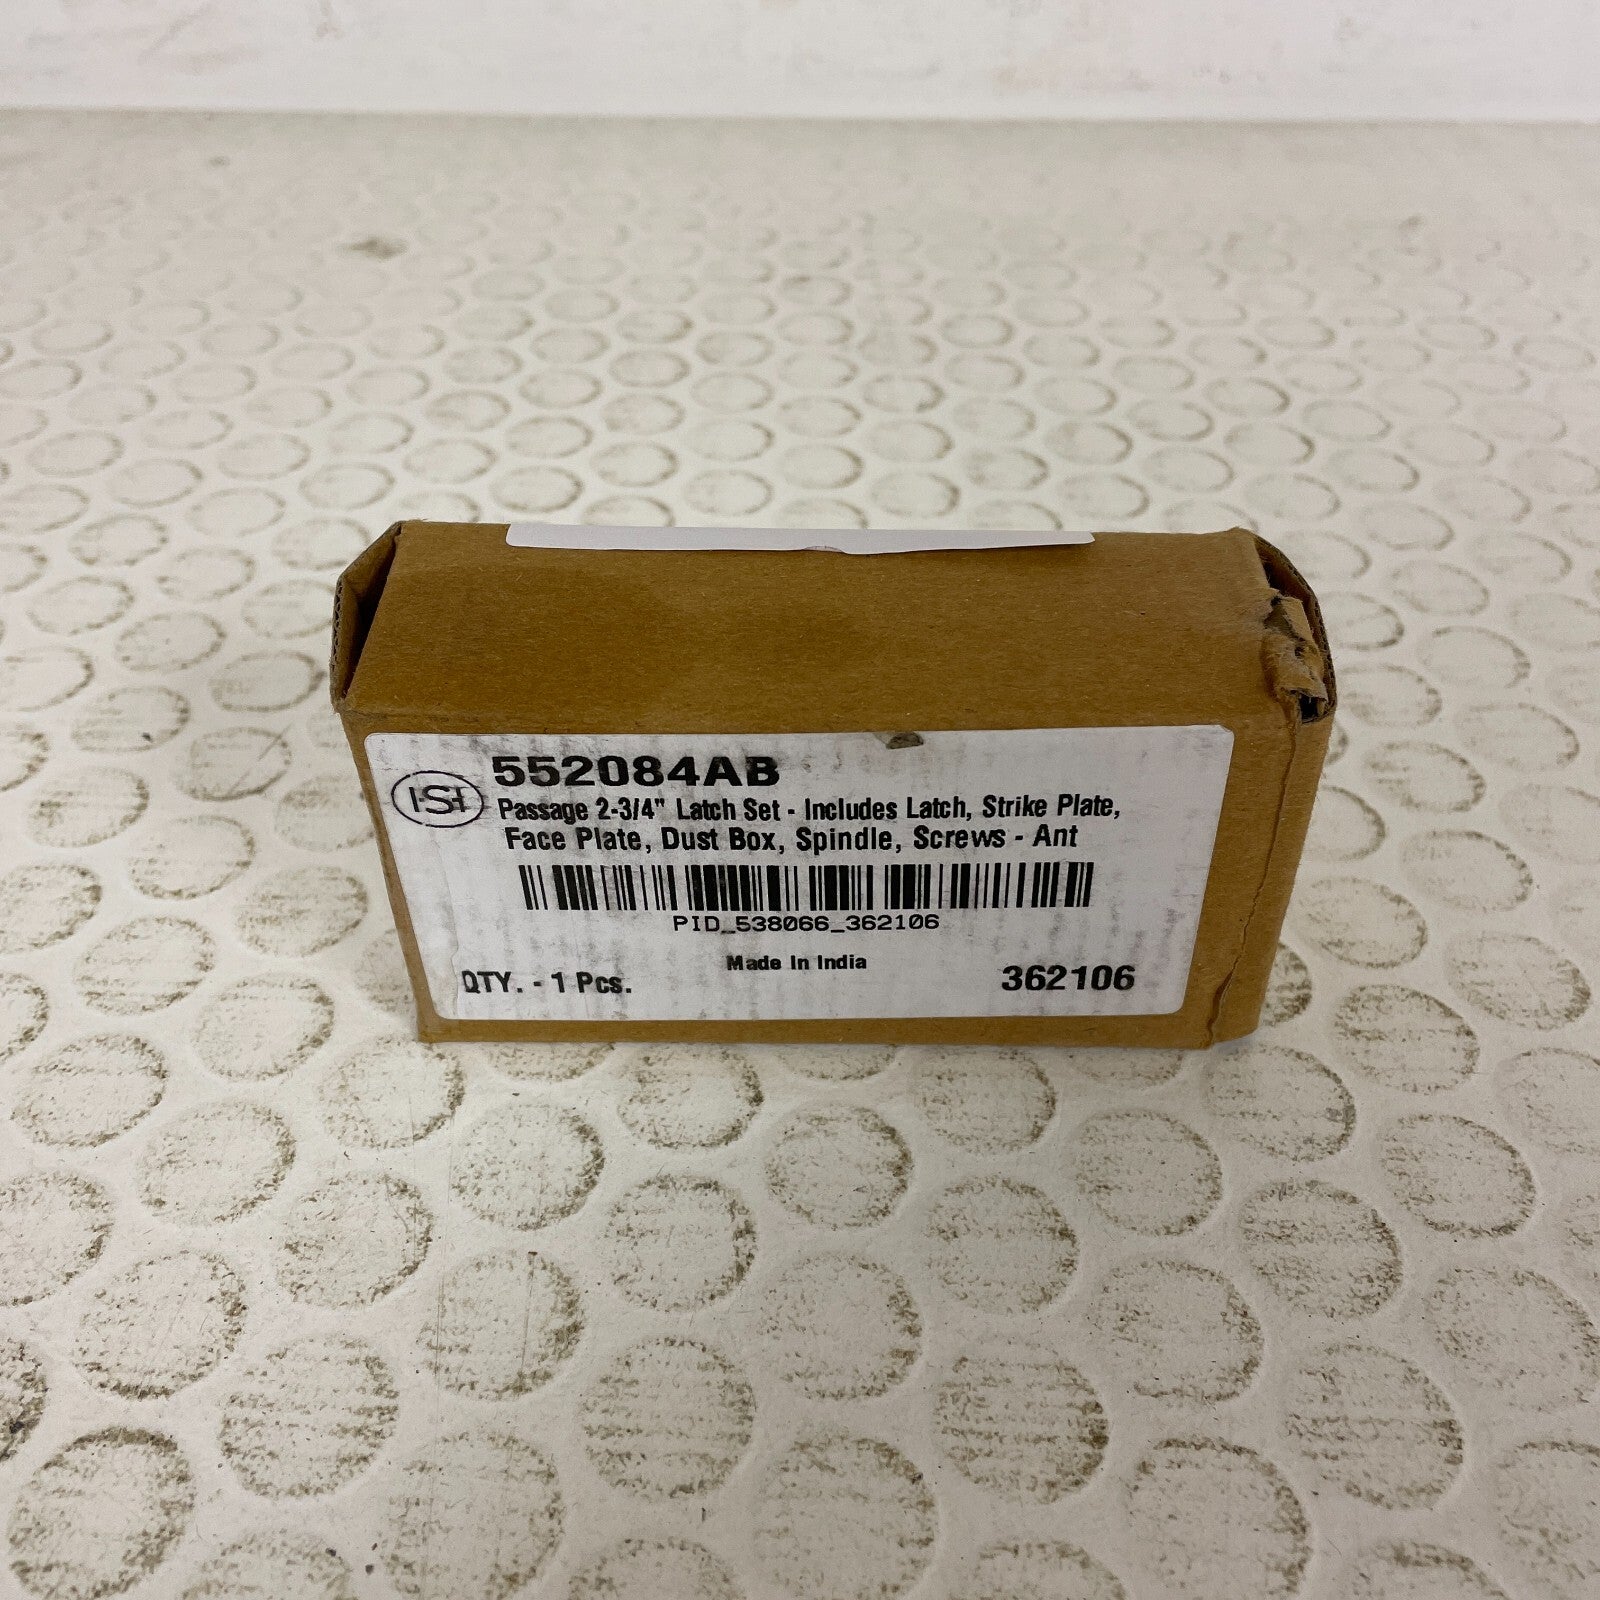 552084AB
HSH
Passage 2-3/4" Latch Set - Includes Latch, Strike Plate,
Face Plate, Dust Box, Spindle, Screws - Ant
PID_538066_362106
Made In India
QTY. - 1 Pcs.
362106